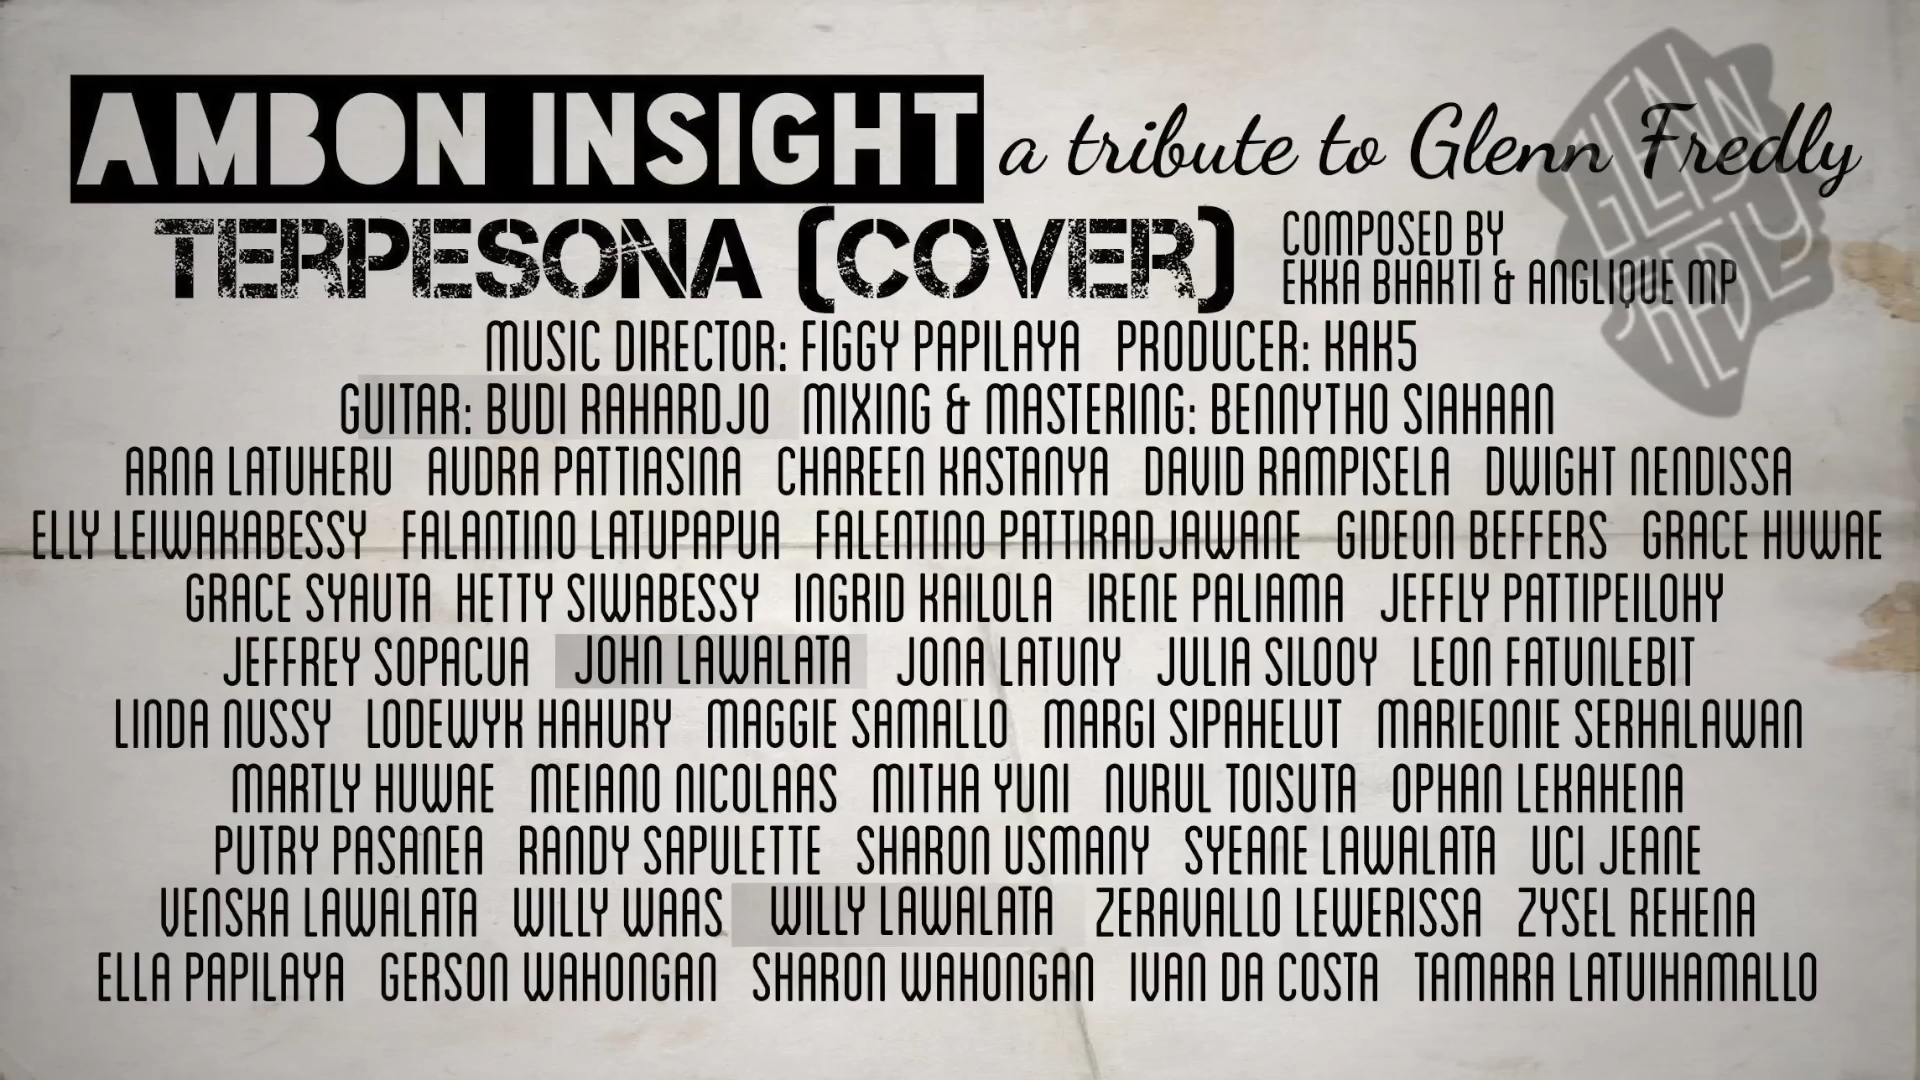 AMBON INSIGHT a tribute to Glenn Fredly
GLENN FREDLY
TERPESONA (COVER)
COMPOSED BY
EKKA BHAKTI & ANGLIQUE MP
MUSIC DIRECTOR: FIGGY PAPILAYA PRODUCER: KAK5
GUITAR: BUDI RAHARDJO MIXING & MASTERING: BENNYTHO SIAHAAN
ARNA LATUHERU AUDRA PATTIASINA CHAREEN KASTANYA DAVID RAMPISELA DWIGHT NENDISSA
ELLY LEIWAKABESSY FALANTINO LATUPAPUA FALENTINO PATTIRADJAWANE GIDEON BEFFERS GRACE HUWAE
GRACE SYAUTA HETTY SIWABESSY INGRID KAILOLA IRENE PALIAMA JEFFLY PATTIPEILOHY
JEFFREY SOPACUA JOHN LAWALATA JONA LATUNY JULIA SILOOY LEON FATUNLEBIT
LINDA NUSSY LODEWYK HAHURY MAGGIE SAMALLO MARGI SIPAHELUT MARIEONIE SERHALAWAN
MARTLY HUWAE MEIANO NICOLAAS MITHA YUNI NURUL TOISUTA OPHAN LEKAHENA
PUTRY PASANEA RANDY SAPULETTE SHARON USMANY SYEANE LAWALATA UCI JEANE
VENSKA LAWALATA WILLY WAAS WILLY LAWALATA ZERAVALLO LEWERISSA ZYSEL REHENA
ELLA PAPILAYA GERSON WAHONGAN SHARON WAHONGAN IVAN DA COSTA TAMARA LATUIHAMALLO